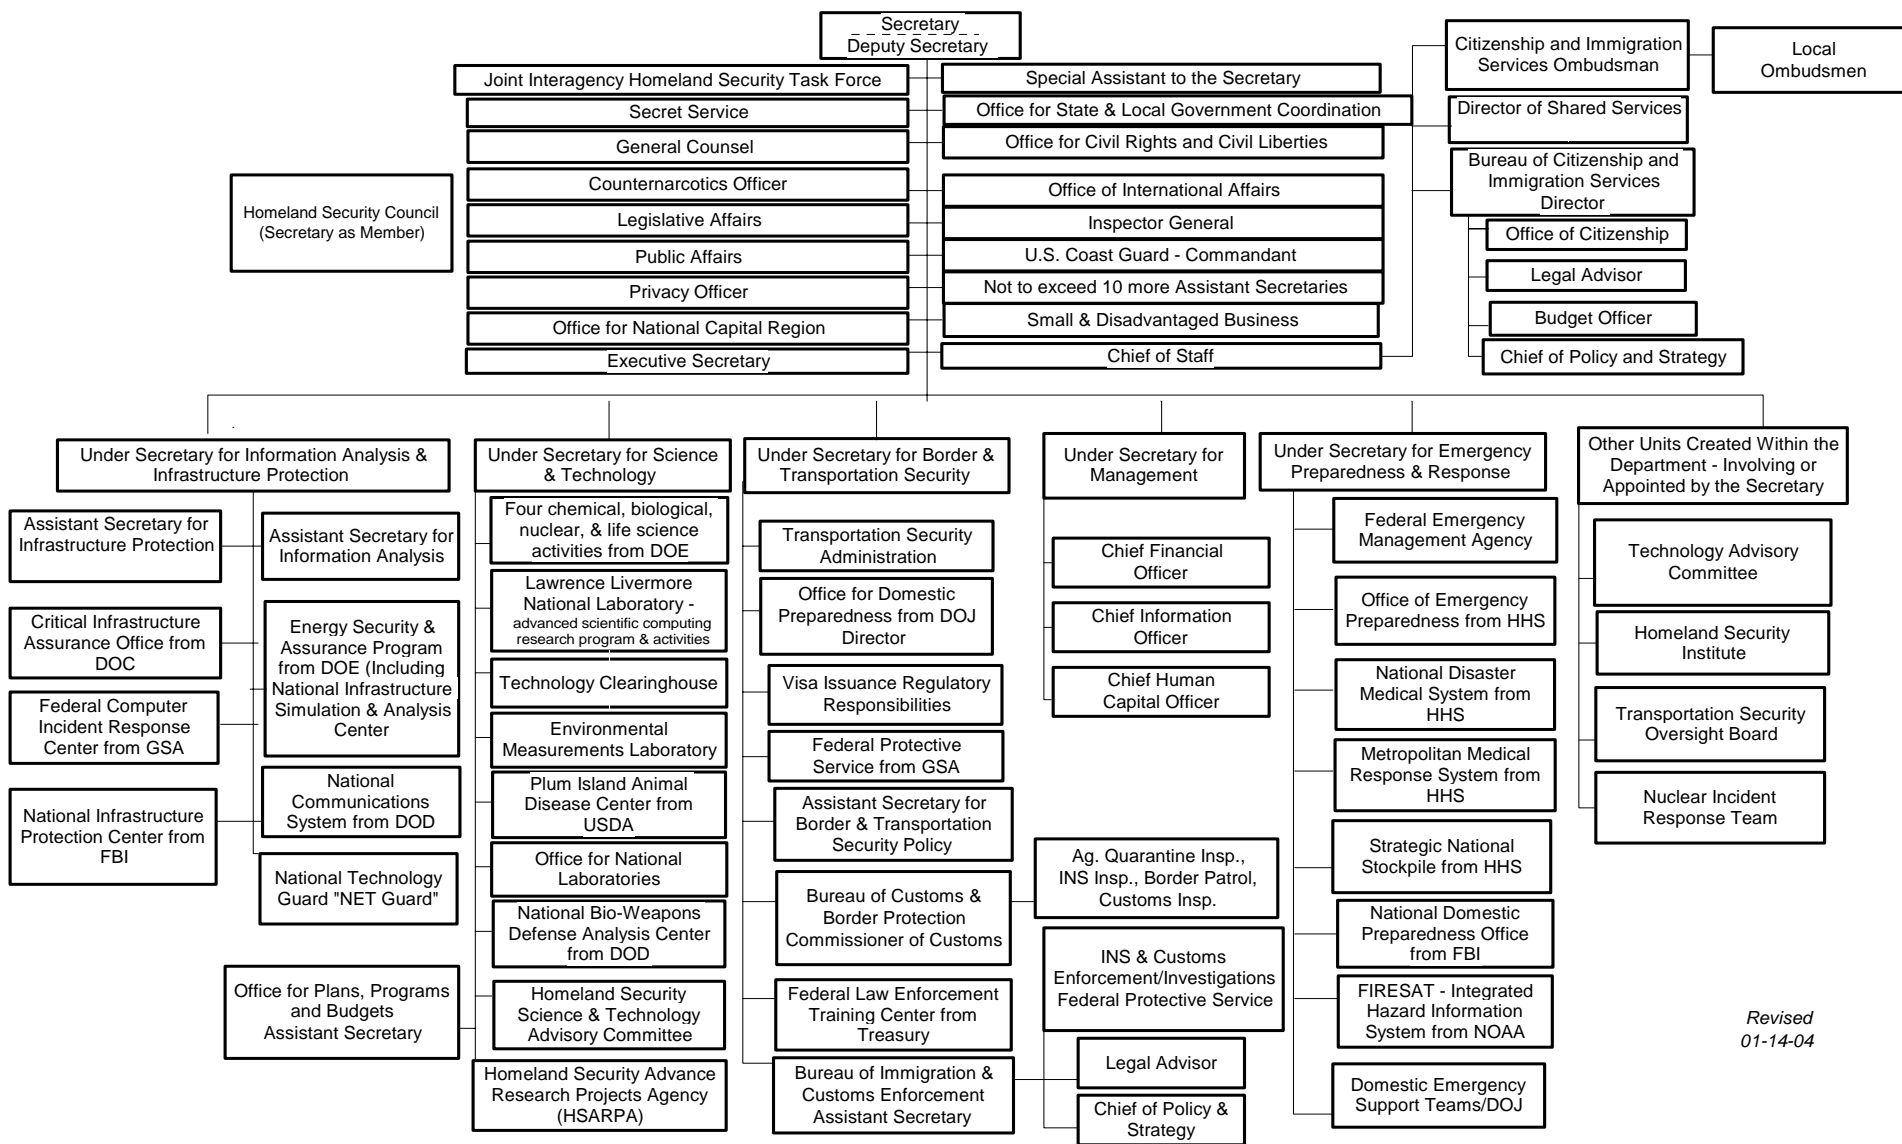 Secretary
Deputy Secretary
Joint Interagency Homeland Security Task Force
Special Assistant to the Secretary
Secret Service
Office for State & Local Government Coordination
General Counsel
Office for Civil Rights and Civil Liberties
Counternarcotics Officer
Office of International Affairs
Legislative Affairs
Inspector General
Public Affairs
U.S. Coast Guard - Commandant
Privacy Officer
Not to exceed 10 more Assistant Secretaries
Office for National Capital Region
Small & Disadvantaged Business
Executive Secretary
Chief of Staff
Homeland Security Council
(Secretary as Member)
Citizenship and Immigration
Services Ombudsman
Local
Ombudsmen
Director of Shared Services
Bureau of Citizenship and
Immigration Services
Director
Office of Citizenship
Legal Advisor
Budget Officer
Chief of Policy and Strategy
Under Secretary for Information Analysis &
Infrastructure Protection
Assistant Secretary for
Infrastructure Protection
Assistant Secretary for
Information Analysis
Critical Infrastructure
Assurance Office from
DOC
Energy Security &
Assurance Program
from DOE (Including
National Infrastructure
Simulation & Analysis
Center
Federal Computer
Incident Response
Center from GSA
National
Communications
System from DOD
National Infrastructure
Protection Center from
FBI
National Technology
Guard "NET Guard"
Under Secretary for Science
& Technology
Four chemical, biological,
nuclear, & life science
activities from DOE
Lawrence Livermore
National Laboratory -
advanced scientific computing
research program & activities
Technology Clearinghouse
Environmental
Measurements Laboratory
Plum Island Animal
Disease Center from
USDA
Office for National
Laboratories
National Bio-Weapons
Defense Analysis Center
from DOD
Office for Plans, Programs
and Budgets
Assistant Secretary
Homeland Security
Science & Technology
Advisory Committee
Homeland Security Advance
Research Projects Agency
(HSARPA)
Under Secretary for Border &
Transportation Security
Transportation Security
Administration
Office for Domestic
Preparedness from DOJ
Director
Visa Issuance Regulatory
Responsibilities
Federal Protective
Service from GSA
Assistant Secretary for
Border & Transportation
Security Policy
Bureau of Customs &
Border Protection
Commissioner of Customs
Ag. Quarantine Insp.,
INS Insp., Border Patrol,
Customs Insp.
Federal Law Enforcement
Training Center from
Treasury
Bureau of Immigration &
Customs Enforcement
Assistant Secretary
INS & Customs
Enforcement/Investigations
Federal Protective Service
Legal Advisor
Chief of Policy &
Strategy
Under Secretary for
Management
Chief Financial
Officer
Chief Information
Officer
Chief Human
Capital Officer
Under Secretary for Emergency
Preparedness & Response
Federal Emergency
Management Agency
Office of Emergency
Preparedness from HHS
National Disaster
Medical System from
HHS
Metropolitan Medical
Response System from
HHS
Strategic National
Stockpile from HHS
National Domestic
Preparedness Office
from FBI
FIRESAT - Integrated
Hazard Information
System from NOAA
Domestic Emergency
Support Teams/DOJ
Other Units Created Within the
Department - Involving or
Appointed by the Secretary
Technology Advisory
Committee
Homeland Security
Institute
Transportation Security
Oversight Board
Nuclear Incident
Response Team
Revised
01-14-04